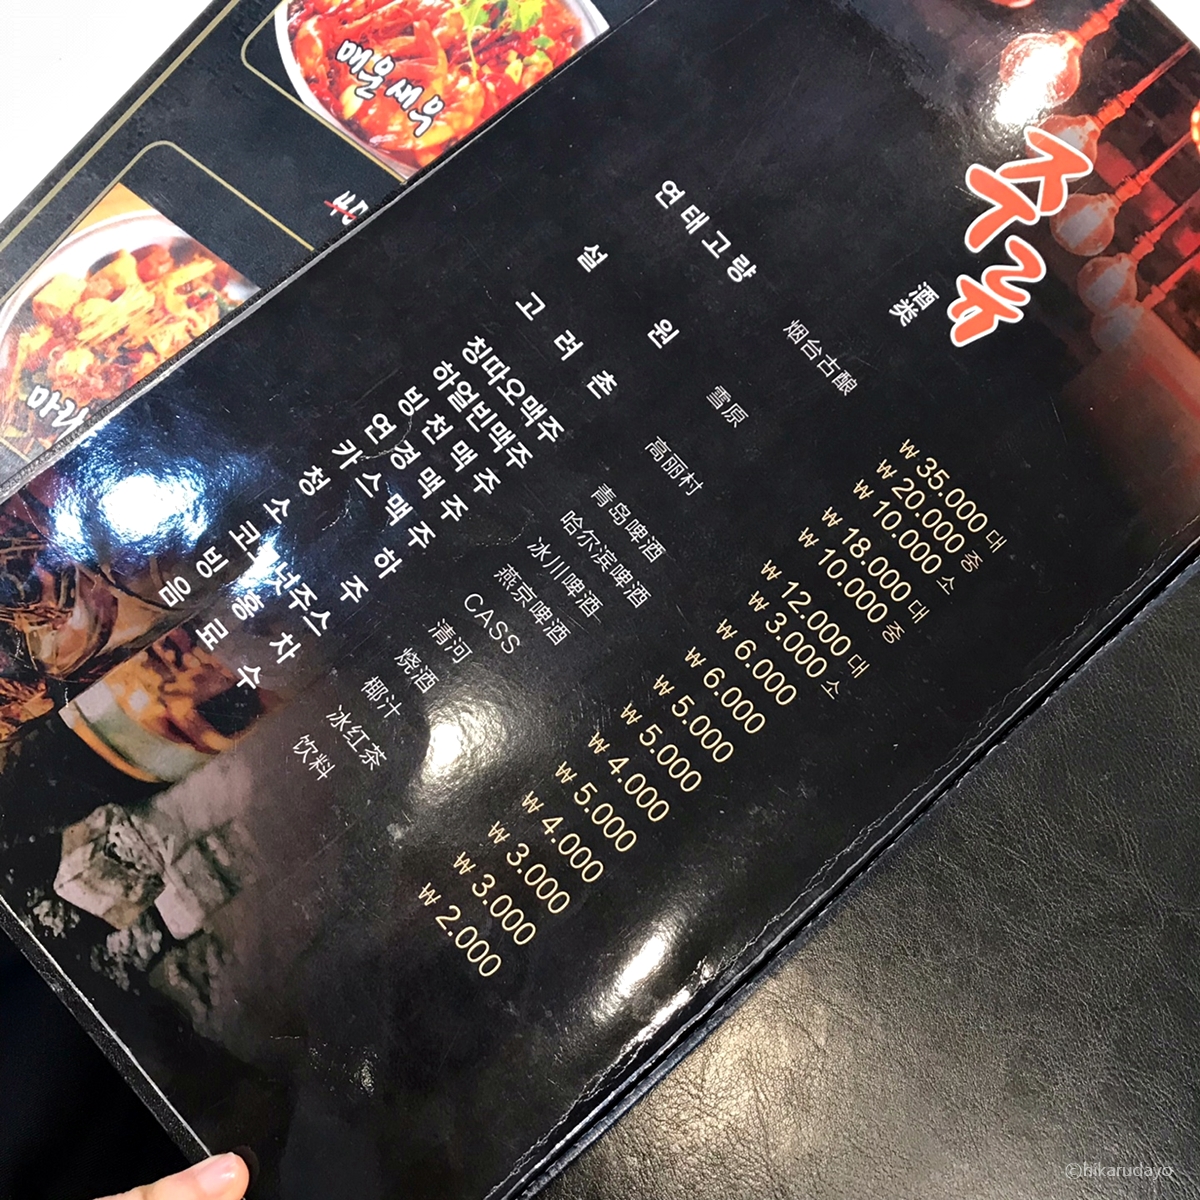 매운새우
마라
주류
酒类
연태고량 烟台古酿 ₩ 35.000 대
₩ 20.000 중
₩ 10.000 소
설원 雪原 ₩ 18.000 대
₩ 10.000 중
고려촌 高丽村 ₩ 12.000 대
₩ 3.000 소
칭따오맥주 青岛啤酒 ₩ 6.000
하얼빈맥주 哈尔滨啤酒 ₩ 6.000
빙천맥주 冰川啤酒 ₩ 5.000
연경맥주 燕京啤酒 ₩ 5.000
카스맥주 CASS ₩ 4.000
청하 清河 ₩ 5.000
소주 烧酒 ₩ 4.000
코코넛주스 椰汁 ₩ 3.000
빙홍차 冰红茶 ₩ 3.000
음료수 饮料 ₩ 2.000
©hikarudayo